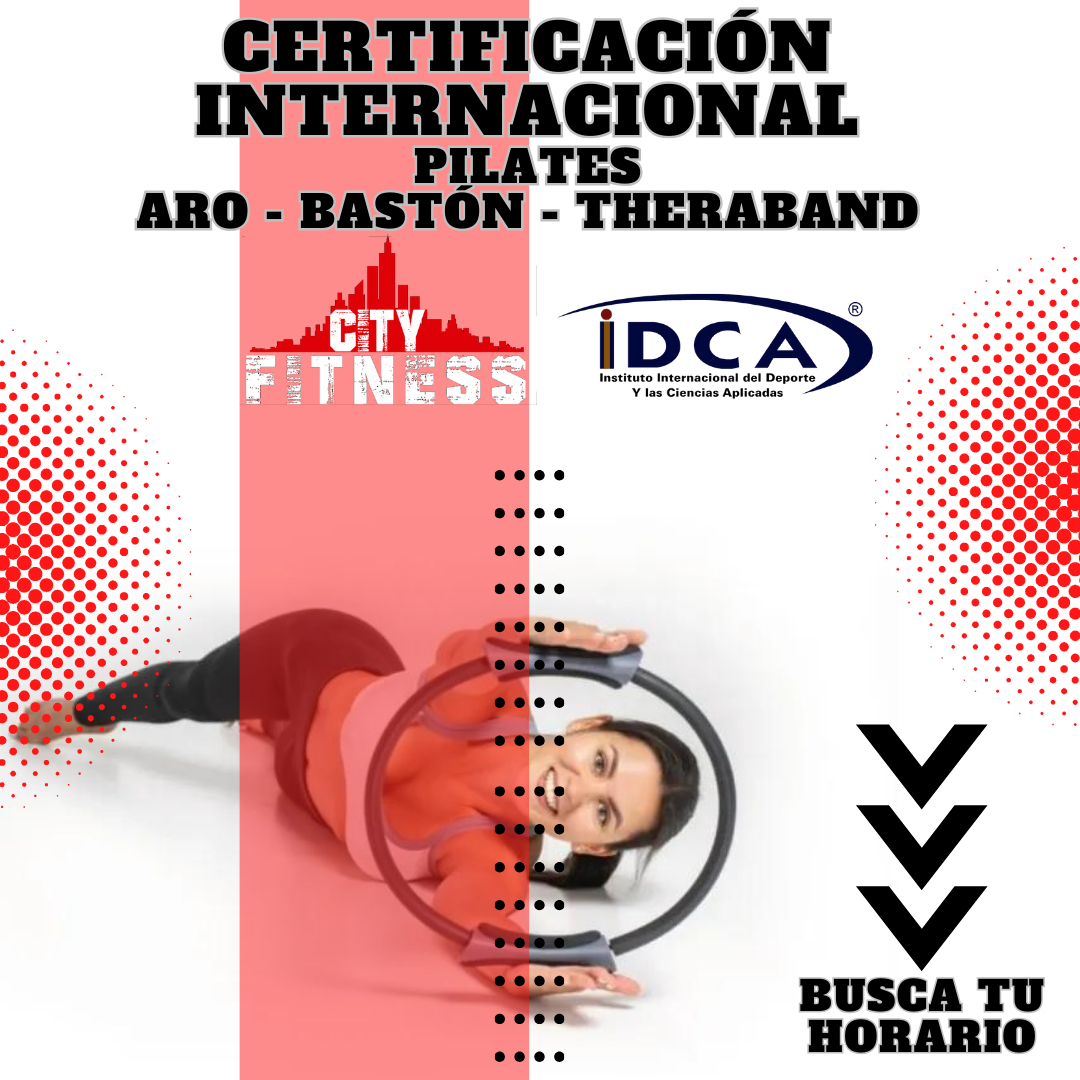 CERTIFICACIÓN
INTERNACIONAL
PILATES
ARO - BASTÓN - THERABAND
CITY
FITNESS
iDCA®
Instituto Internacional del Deporte
Y las Ciencias Aplicadas
BUSCA TU
HORARIO